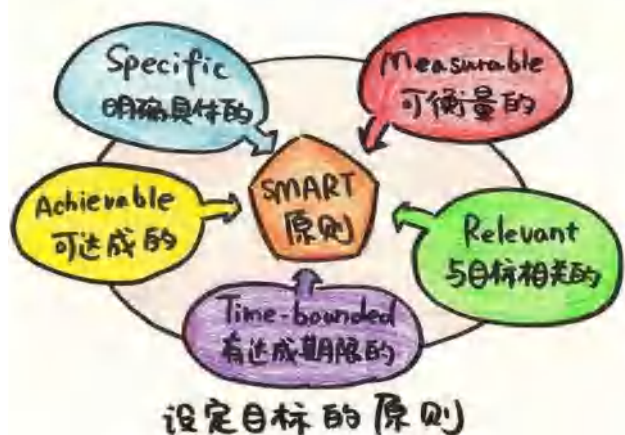 Specific
明确具体的
Measurable
可衡量的
SMART
原则
Achievable
可达成的
Relevant
与目标相关的
Time-bounded
有达成期限的
设定目标的原则